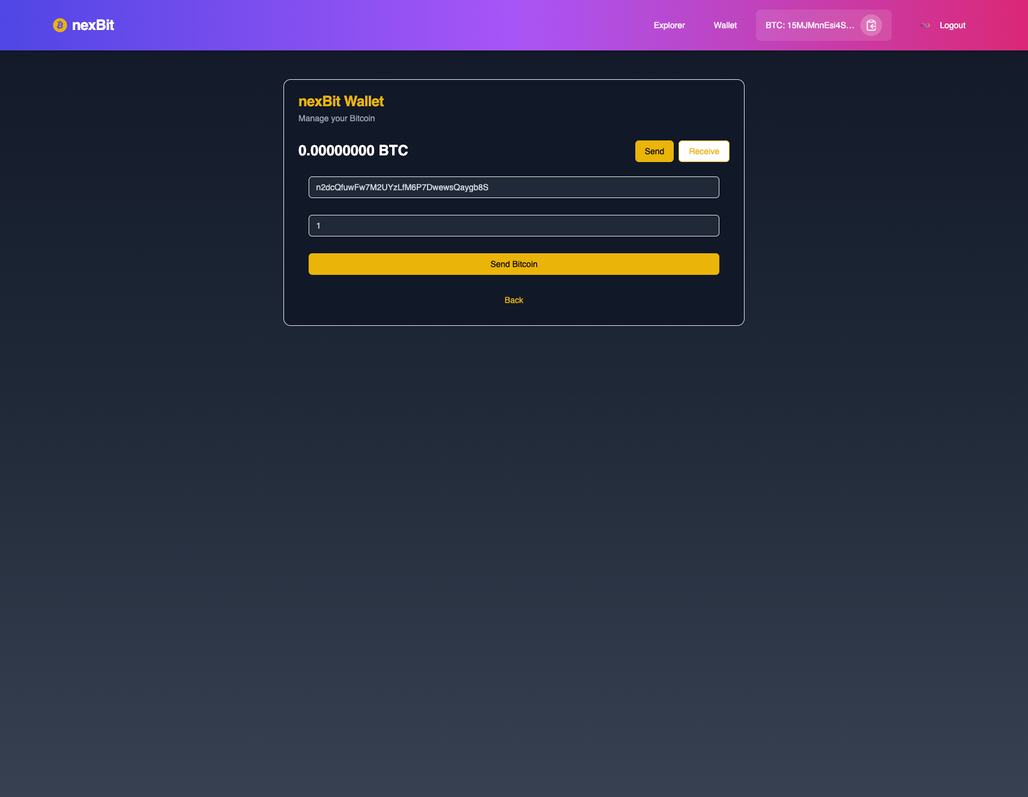 nexBit
Explorer
Wallet
BTC: 15MJMnnEsi4S...
Logout
nexBit Wallet
Manage your Bitcoin
0.00000000 BTC
Send
Receive
n2dcQfuwFw7M2UYzLfM6P7DwewsQaygb8S
1
Send Bitcoin
Back